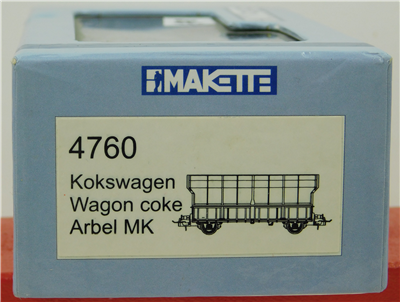 MAKETTE
4760
Kokswagen
Wagon coke
Arbel MK